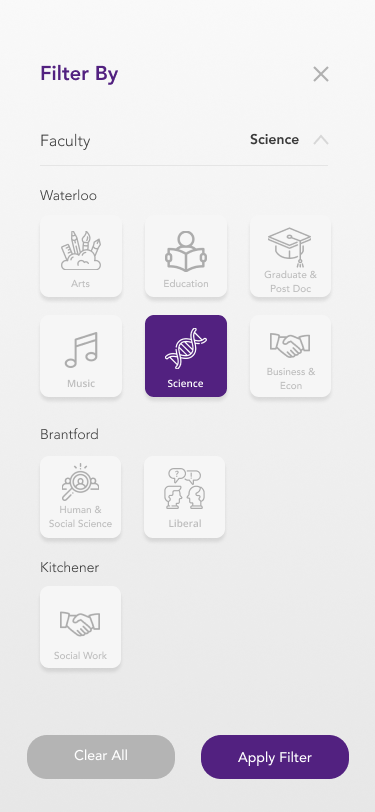 Filter By
Faculty Science
Waterloo
Arts
Education
Graduate &
Post Doc
Music
Science
Business &
Econ
Brantford
Human &
Social Science
? !
Liberal
Kitchener
Social Work
Clear All
Apply Filter